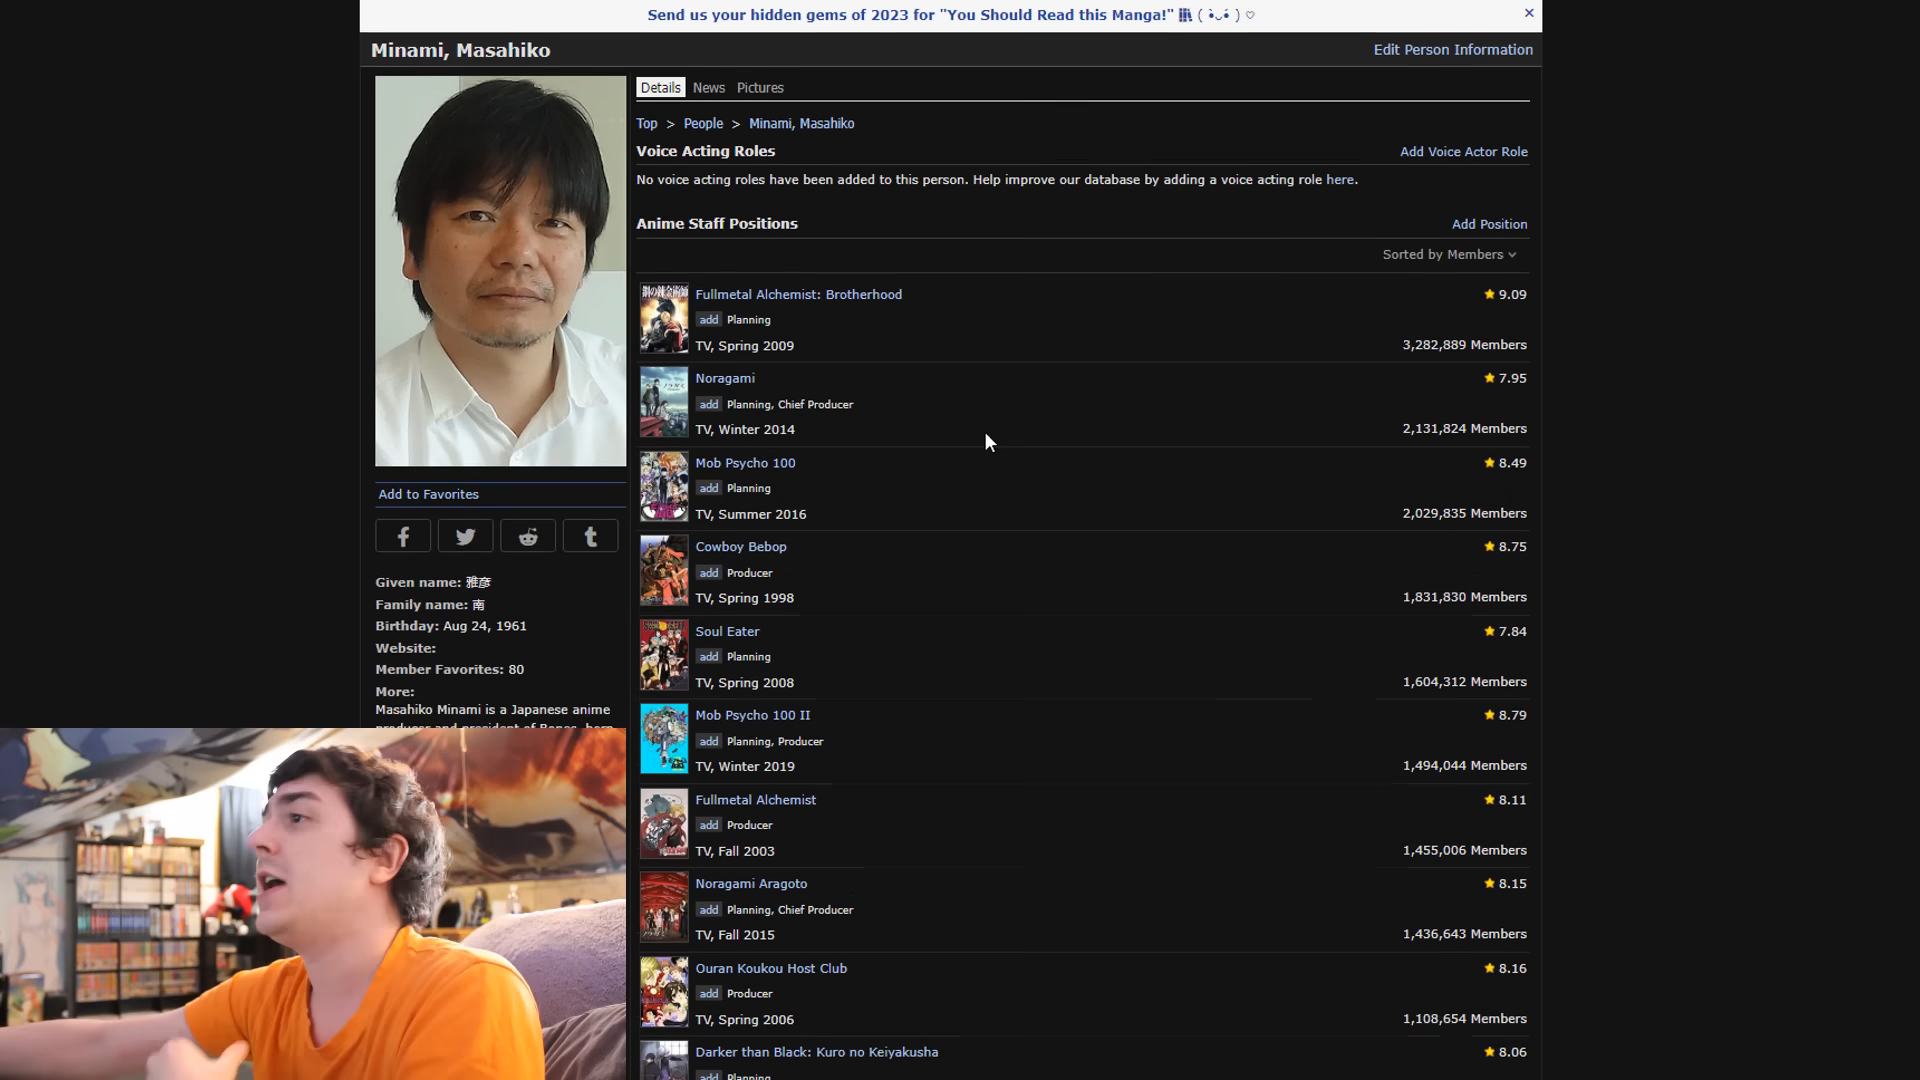 Send us your hidden gems of 2023 for "You Should Read this Manga!"
Minami, Masahiko
Edit Person Information
Details News Pictures
Top > People > Minami, Masahiko
Voice Acting Roles
Add Voice Actor Role
No voice acting roles have been added to this person. Help improve our database by adding a voice acting role here.
Anime Staff Positions
Add Position
Sorted by Members
Fullmetal Alchemist: Brotherhood
9.09
add Planning
TV, Spring 2009
3,282,889 Members
Noragami
7.95
add Planning, Chief Producer
TV, Winter 2014
2,131,824 Members
Mob Psycho 100
8.49
add Planning
TV, Summer 2016
2,029,835 Members
Cowboy Bebop
8.75
add Producer
TV, Spring 1998
1,831,830 Members
Soul Eater
7.84
add Planning
TV, Spring 2008
1,604,312 Members
Mob Psycho 100 II
8.79
add Planning, Producer
TV, Winter 2019
1,494,044 Members
Fullmetal Alchemist
8.11
add Producer
TV, Fall 2003
1,455,006 Members
Noragami Aragoto
8.15
add Planning, Chief Producer
TV, Fall 2015
1,436,643 Members
Ouran Koukou Host Club
8.16
add Producer
TV, Spring 2006
1,108,654 Members
Darker than Black: Kuro no Keiyakusha
8.06
add Planning
Add to Favorites
Given name: 雅彦
Family name: 南
Birthday: Aug 24, 1961
Website:
Member Favorites: 80
More:
Masahiko Minami is a Japanese anime
producer and president of Bones, born